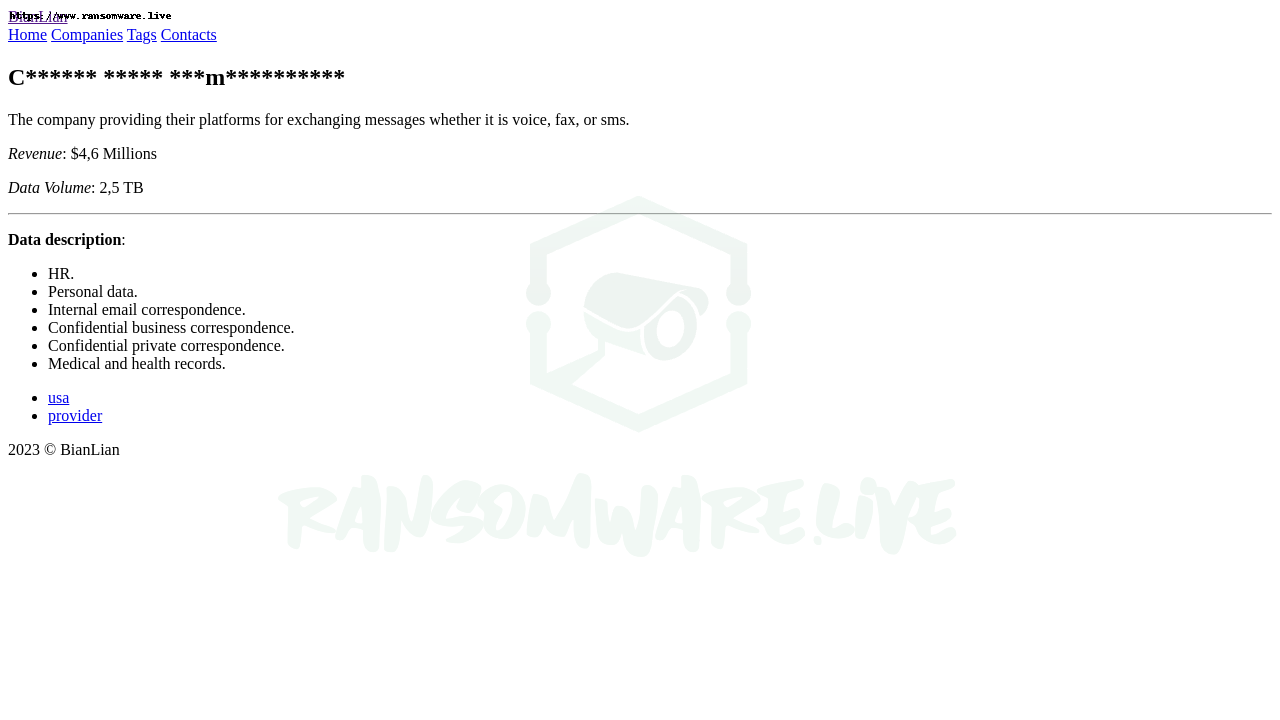 BianLian
https://www.ransomware.live
Home Companies Tags Contacts
C****** ***** ***m**********
The company providing their platforms for exchanging messages whether it is voice, fax, or sms.
Revenue: $4,6 Millions
Data Volume: 2,5 TB
Data description:
HR.
Personal data.
Internal email correspondence.
Confidential business correspondence.
Confidential private correspondence.
Medical and health records.
usa
provider
2023 © BianLian
RANSOMWARE.LIVE